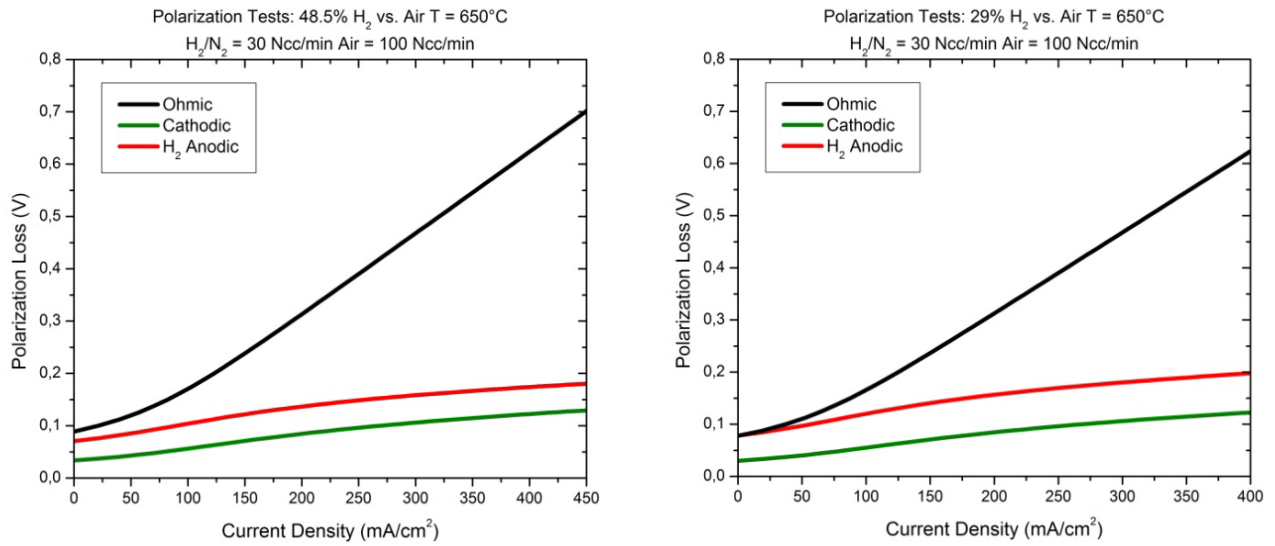 Polarization Tests: 48.5% H₂ vs. Air T = 650°C
H₂/N₂ = 30 Ncc/min Air = 100 Ncc/min
0,8
0,7
0,6
0,5
0,4
0,3
0,2
0,1
0,0
Polarization Loss (V)
Ohmic
Cathodic
H₂ Anodic
0 50 100 150 200 250 300 350 400 450
Current Density (mA/cm²)
Polarization Tests: 29% H₂ vs. Air T = 650°C
H₂/N₂ = 30 Ncc/min Air = 100 Ncc/min
0,8
0,7
0,6
0,5
0,4
0,3
0,2
0,1
0,0
Polarization Loss (V)
Ohmic
Cathodic
H₂ Anodic
0 50 100 150 200 250 300 350 400
Current Density (mA/cm²)